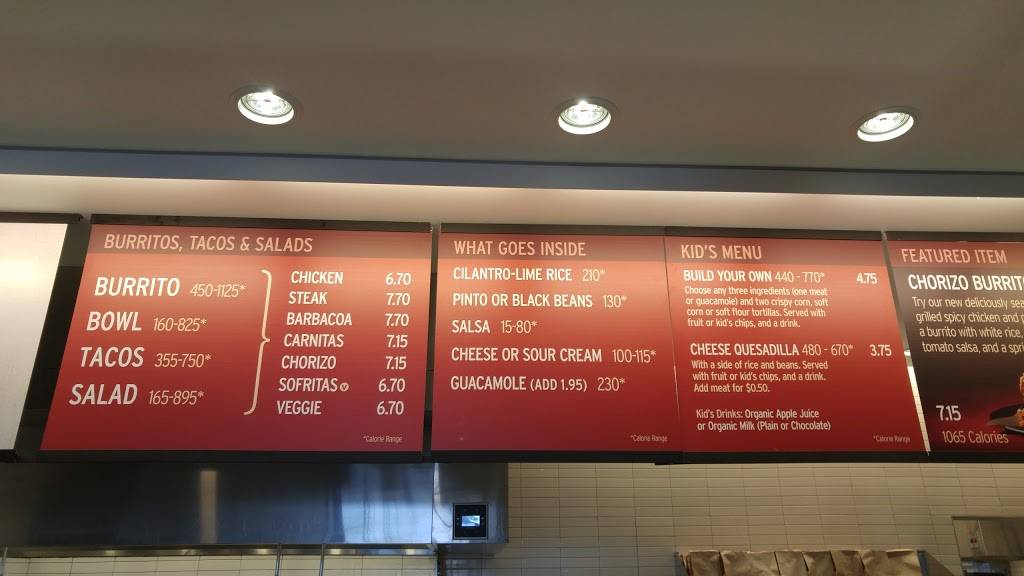 BURRITOS, TACOS & SALADS
BURRITO 450-1125*
BOWL 160-825*
TACOS 355-750*
SALAD 165-895*
CHICKEN 6.70
STEAK 7.70
BARBACOA 7.70
CARNITAS 7.15
CHORIZO 7.15
SOFRITAS Ⓥ 6.70
VEGGIE 6.70
*Calorie Range
WHAT GOES INSIDE
CILANTRO-LIME RICE 210*
PINTO OR BLACK BEANS 130*
SALSA 15-80*
CHEESE OR SOUR CREAM 100-115*
GUACAMOLE (ADD 1.95) 230*
*Calorie Range
KID'S MENU
BUILD YOUR OWN 440 - 770* 4.75
Choose any three ingredients (one meat
or guacamole) and two crispy corn, soft
corn or soft flour tortillas. Served with
fruit or kid's chips, and a drink.
CHEESE QUESADILLA 480 - 670* 3.75
With a side of rice and beans. Served
with fruit or kid's chips, and a drink.
Add meat for $0.50.
Kid's Drinks: Organic Apple Juice
or Organic Milk (Plain or Chocolate)
*Calorie Range
FEATURED ITEM
CHORIZO BURRIT
Try our new deliciously sea
grilled spicy chicken and p
a burrito with white rice,
tomato salsa, and a spri
7.15
1065 Calories